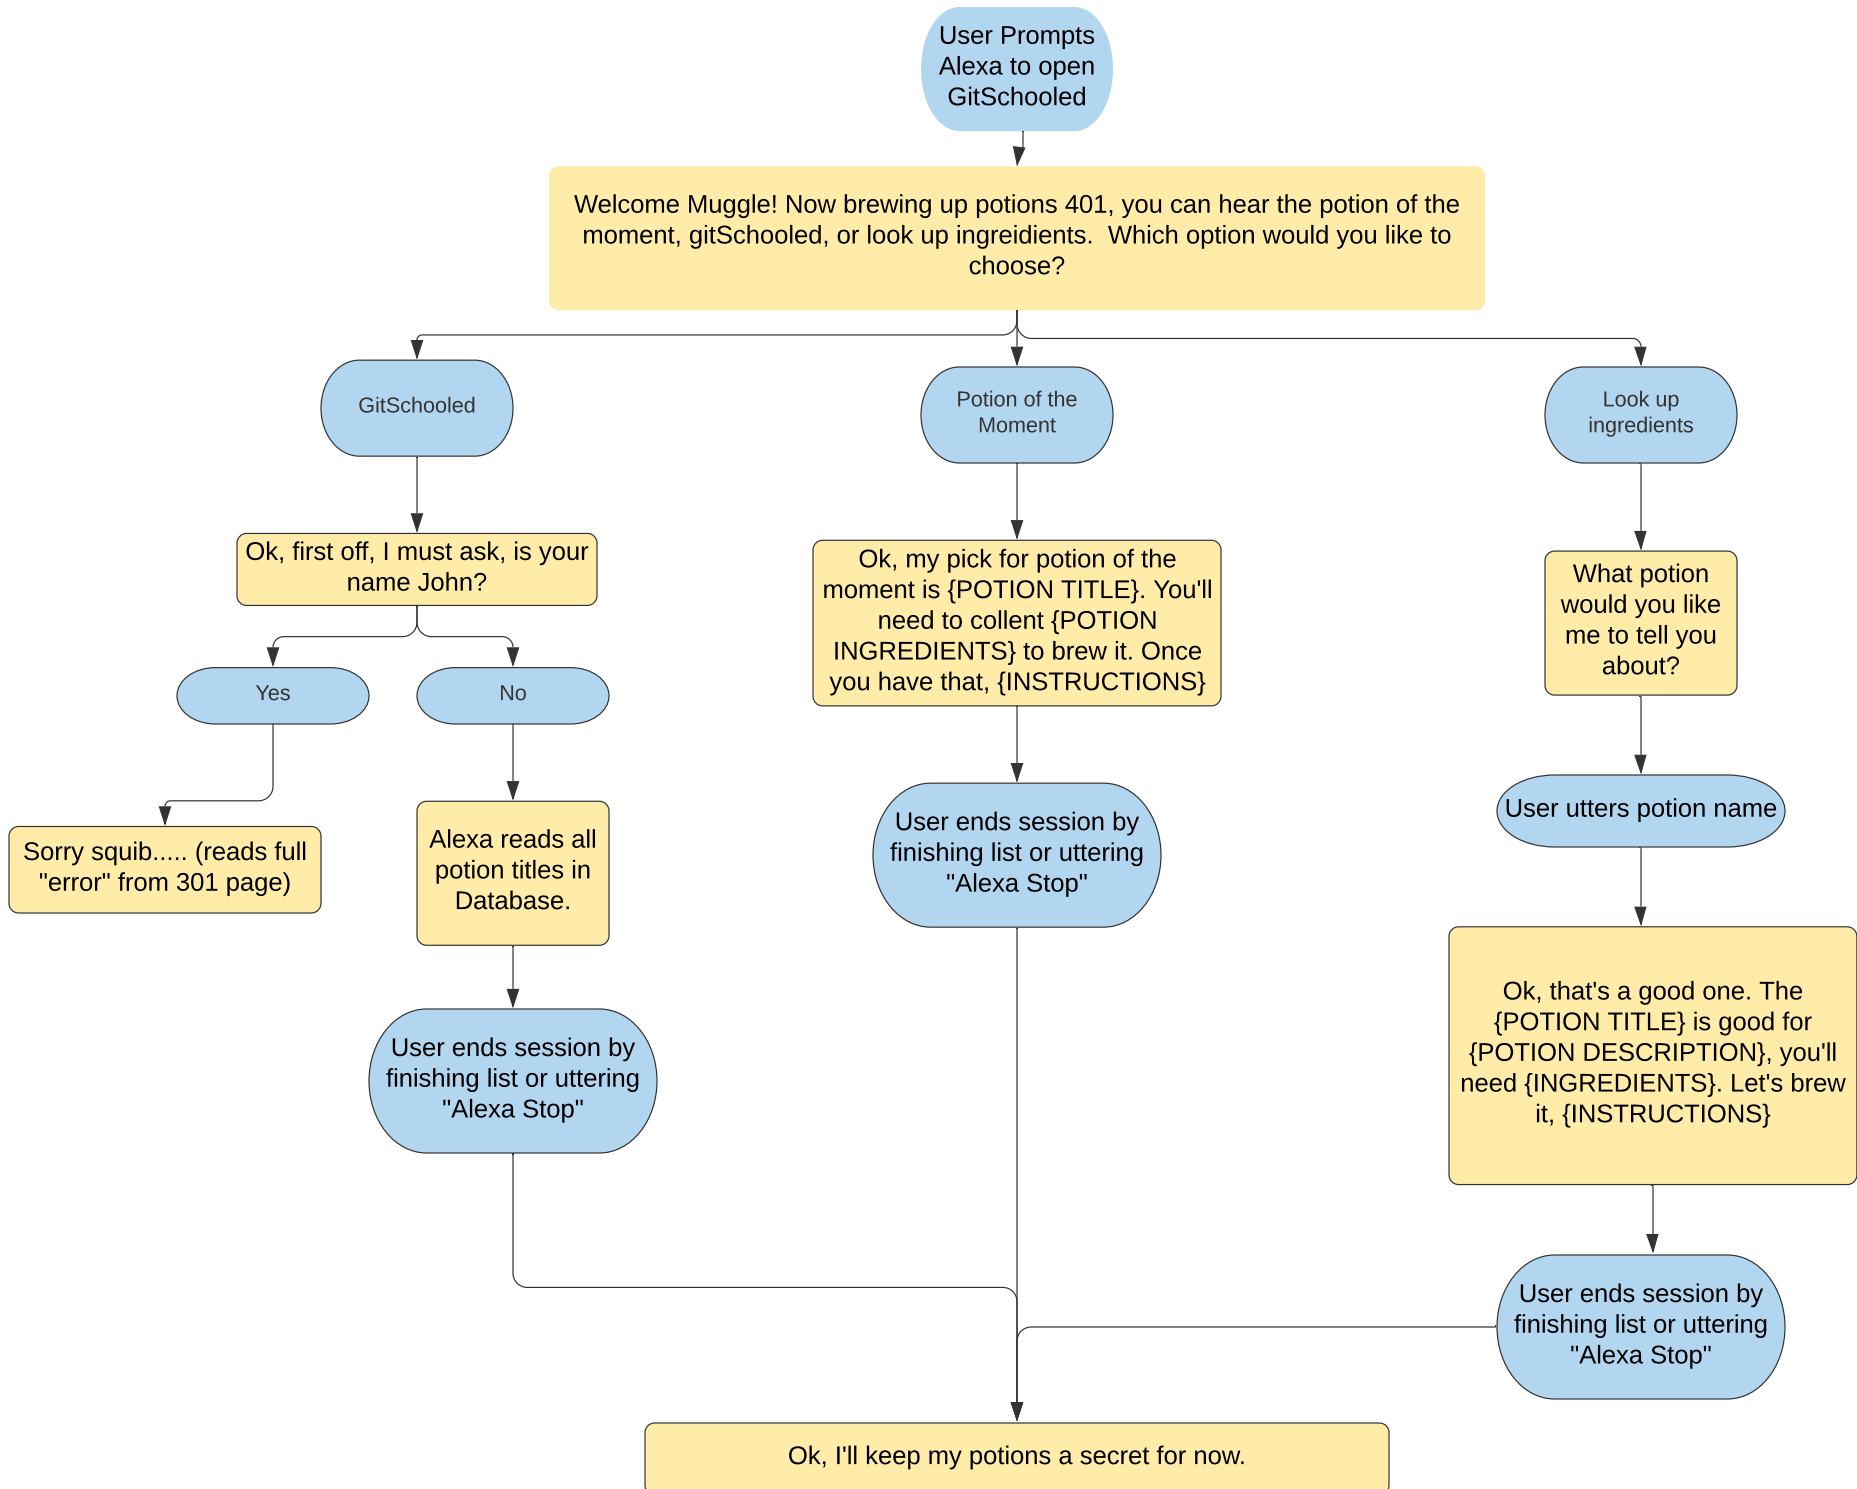 User Prompts
Alexa to open
GitSchooled
Welcome Muggle! Now brewing up potions 401, you can hear the potion of the
moment, gitSchooled, or look up ingreidients.  Which option would you like to
choose?
GitSchooled
Potion of the
Moment
Look up
ingredients
Ok, first off, I must ask, is your
name John?
Ok, my pick for potion of the
moment is {POTION TITLE}. You'll
need to collent {POTION
INGREDIENTS} to brew it. Once
you have that, {INSTRUCTIONS}
What potion
would you like
me to tell you
about?
Yes
No
User utters potion name
Sorry squib..... (reads full
"error" from 301 page)
Alexa reads all
potion titles in
Database.
User ends session by
finishing list or uttering
"Alexa Stop"
Ok, that's a good one. The
{POTION TITLE} is good for
{POTION DESCRIPTION}, you'll
need {INGREDIENTS}. Let's brew
it, {INSTRUCTIONS}
User ends session by
finishing list or uttering
"Alexa Stop"
User ends session by
finishing list or uttering
"Alexa Stop"
Ok, I'll keep my potions a secret for now.